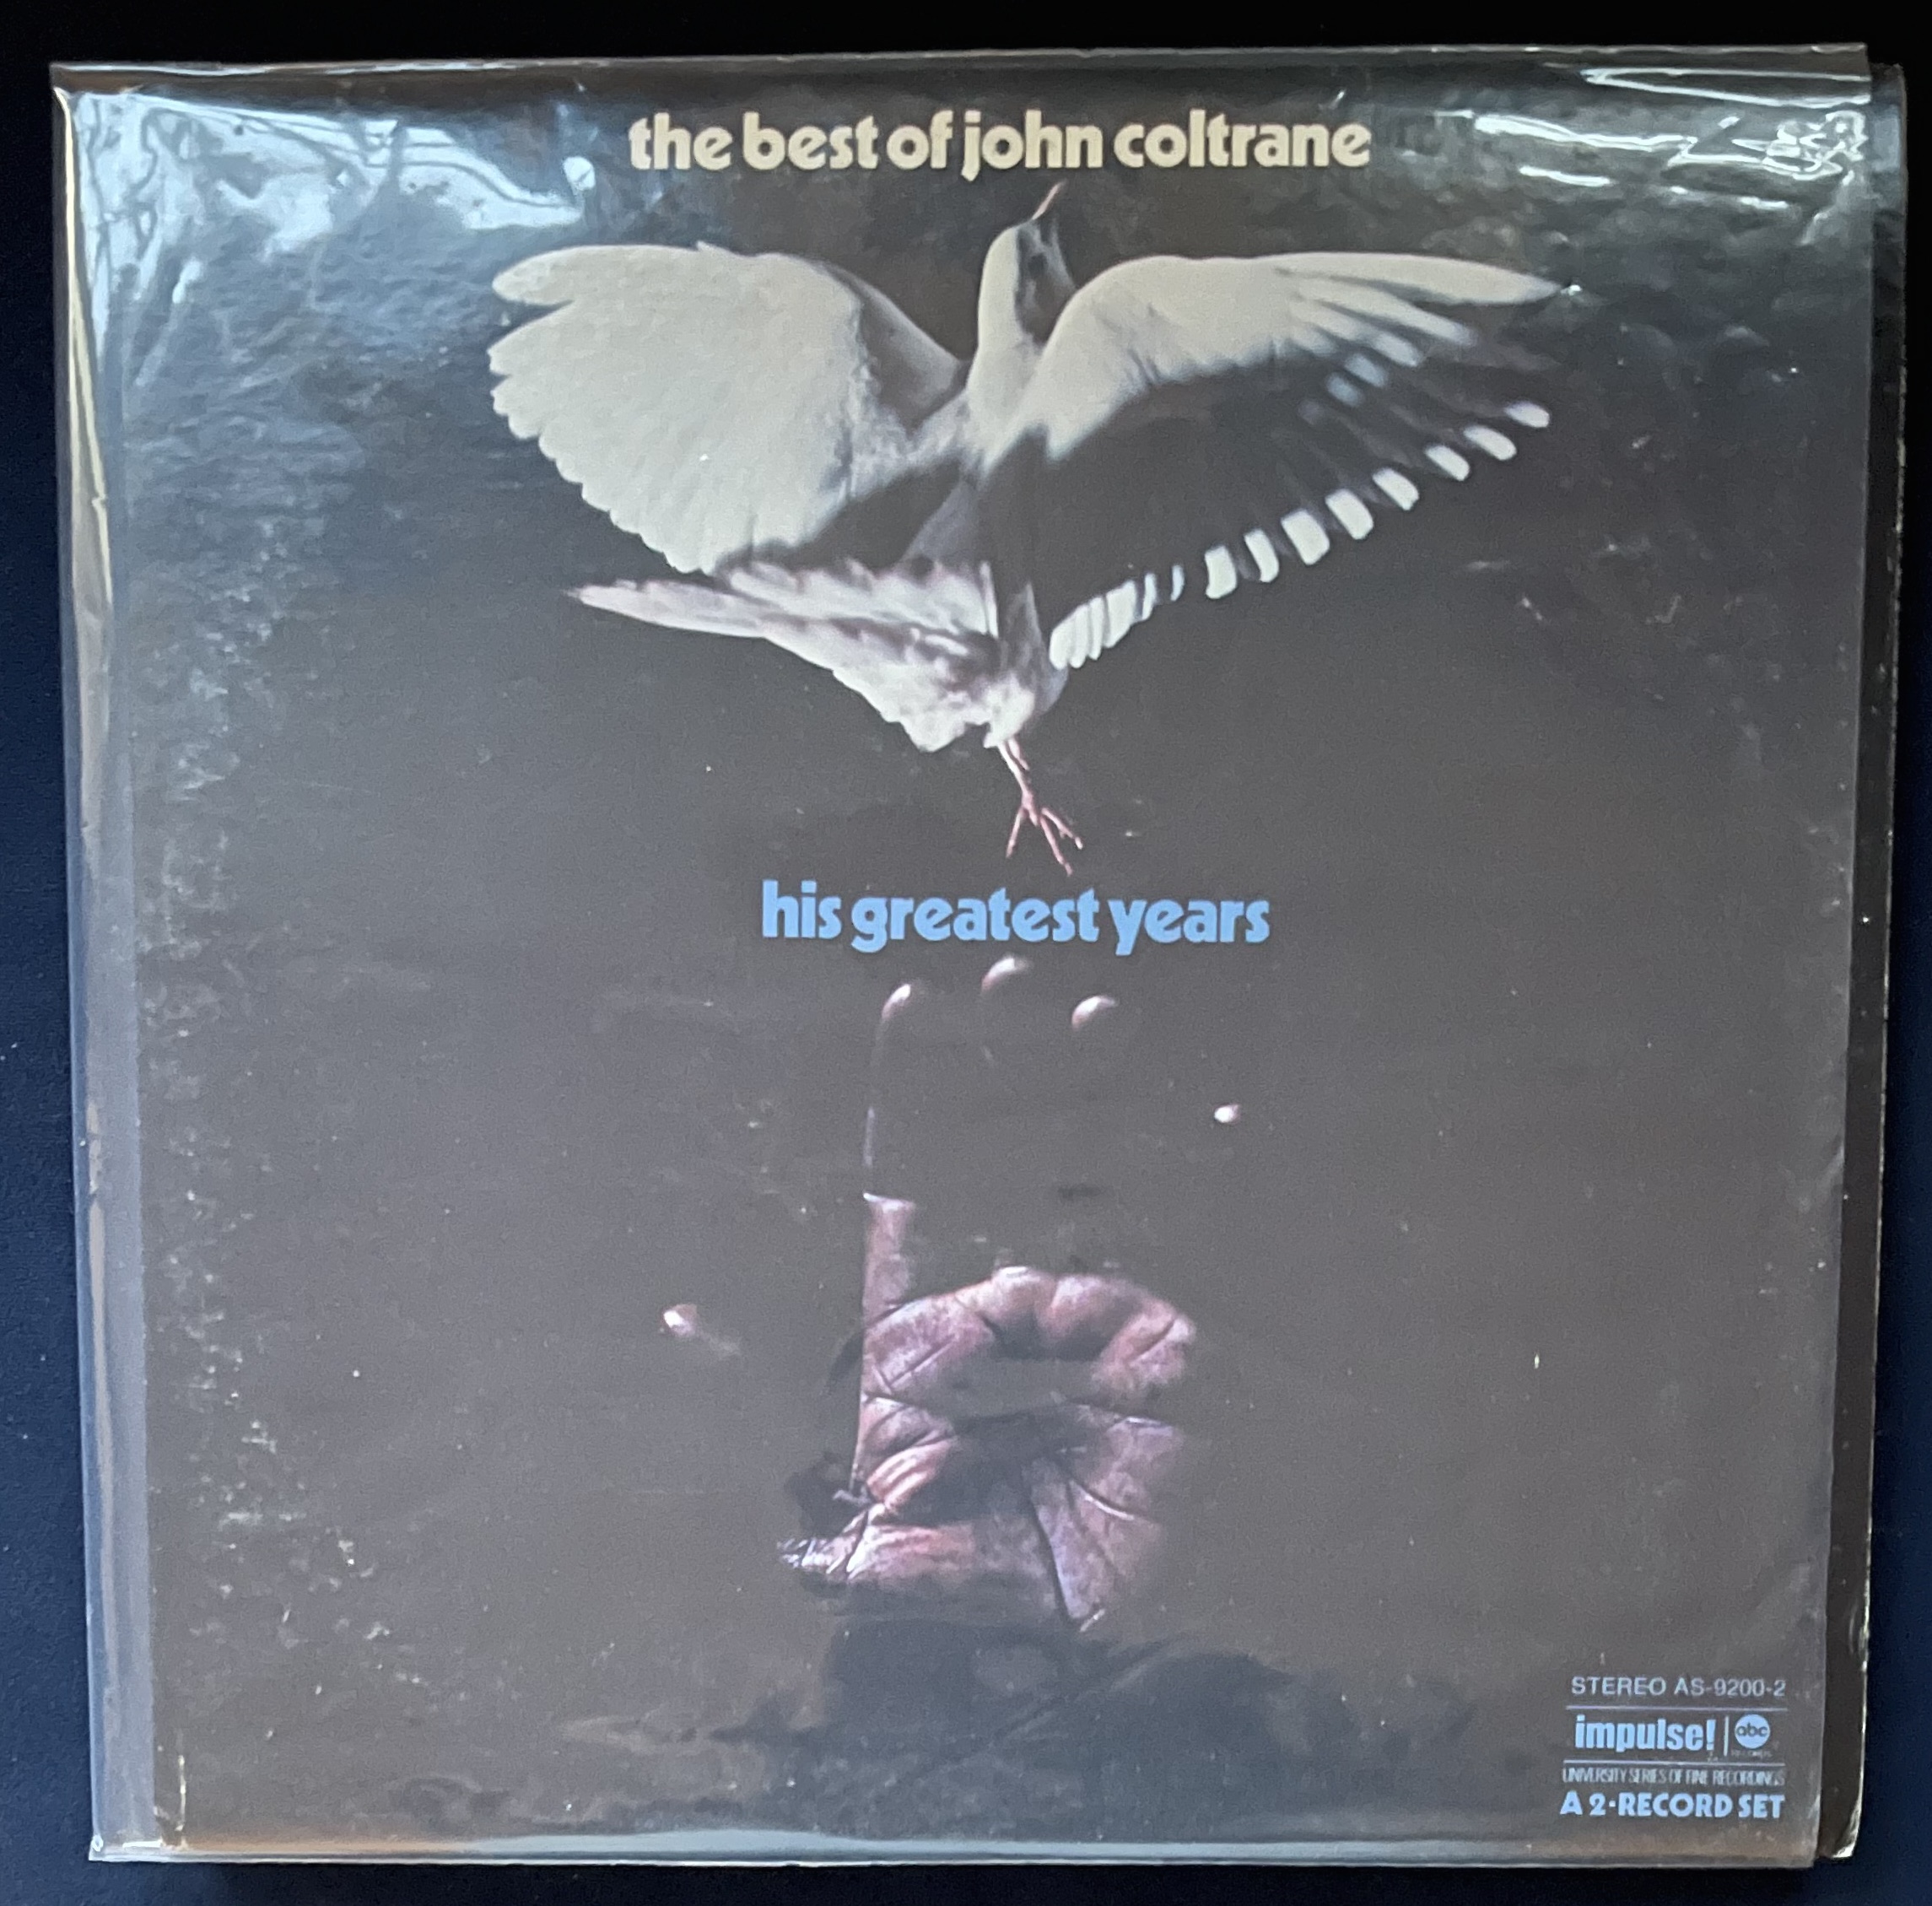 the best of john coltrane
his greatest years
STEREO AS-9200-2
impulse! | abc
UNIVERSITY SERIES OF FINE RECORDINGS
A 2-RECORD SET